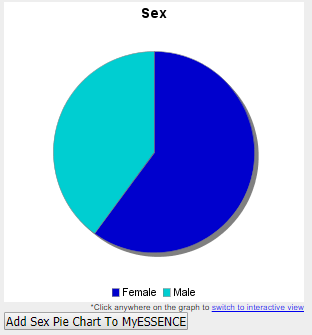 Sex
Female Male
*Click anywhere on the graph to switch to interactive view
Add Sex Pie Chart To MyESSENCE